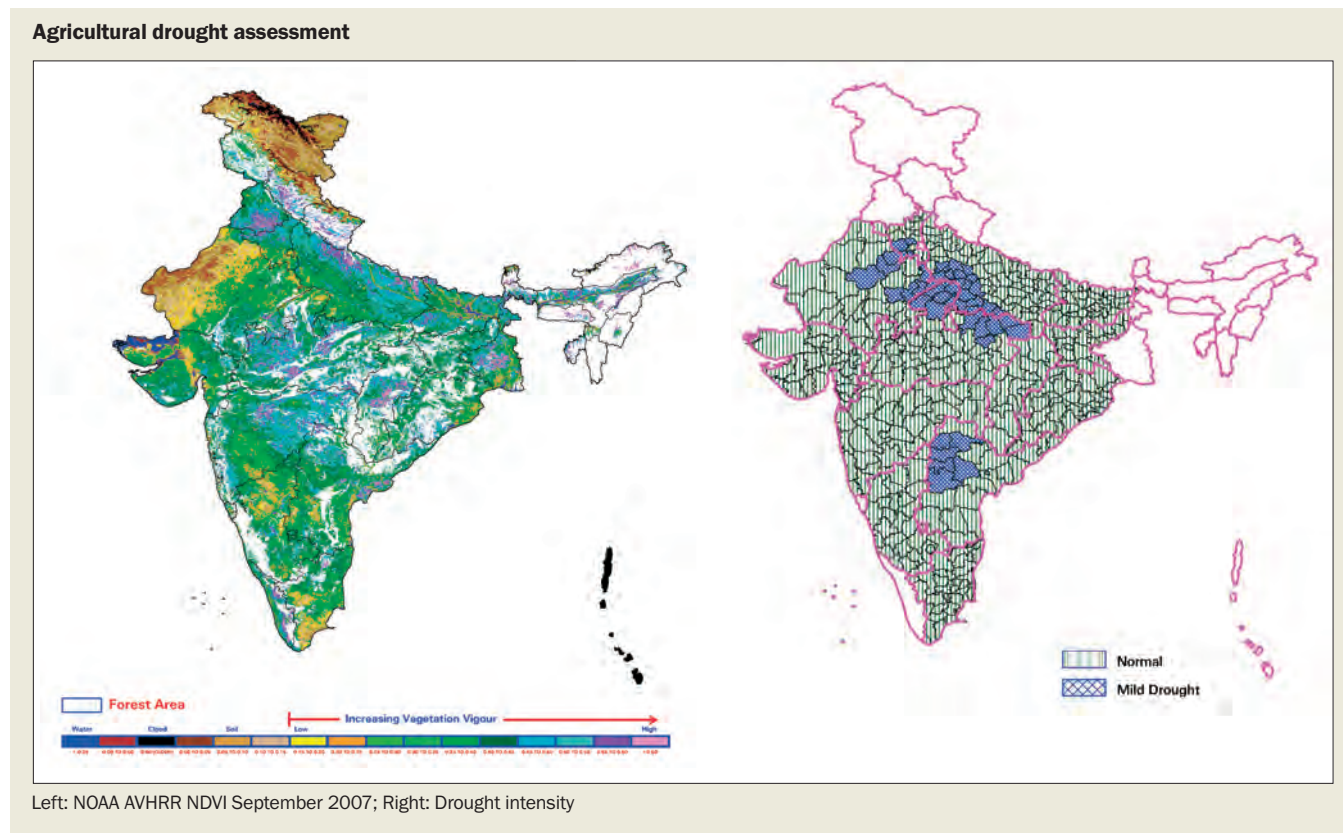 Agricultural drought assessment
Forest Area
Increasing Vegetation Vigour
Water Cloud Soil Low High
Normal
Mild Drought
Left: NOAA AVHRR NDVI September 2007; Right: Drought intensity